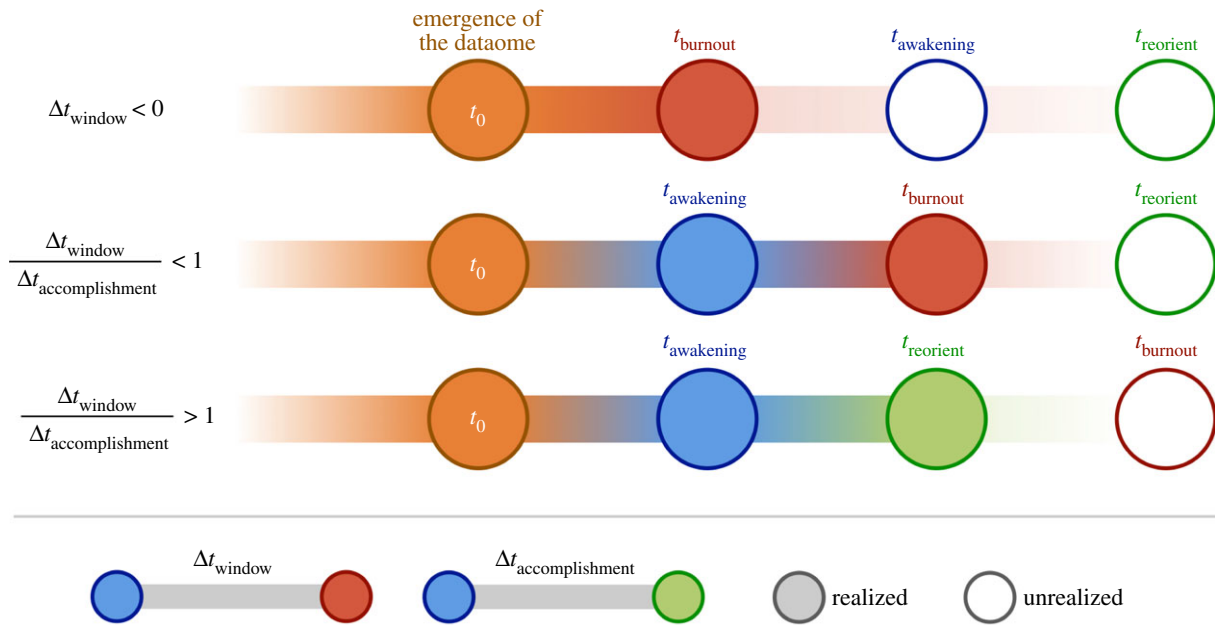 emergence of
the dataome
t_burnout
t_awakening
t_reorient
Δt_window < 0
t_0
t_awakening
t_burnout
t_reorient
Δt_window
Δt_accomplishment
< 1
t_0
t_awakening
t_reorient
t_burnout
Δt_window
Δt_accomplishment
> 1
t_0
Δt_window
Δt_accomplishment
realized
unrealized